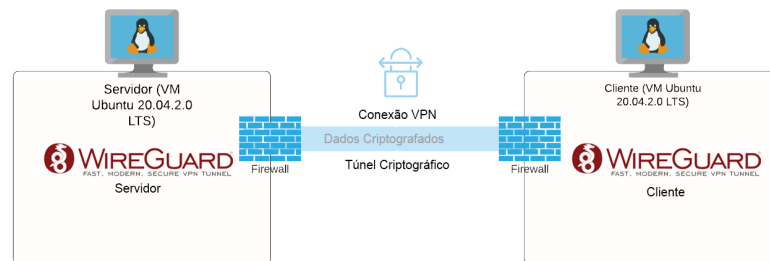 Servidor (VM
Ubuntu 20.04.2.0
LTS)
WIREGUARD
FAST, MODERN, SECURE VPN TUNNEL
Servidor
Firewall
Conexão VPN
Dados Criptografados
Túnel Criptográfico
Firewall
Cliente (VM Ubuntu
20.04.2.0 LTS)
WIREGUARD
FAST, MODERN, SECURE VPN TUNNEL
Cliente